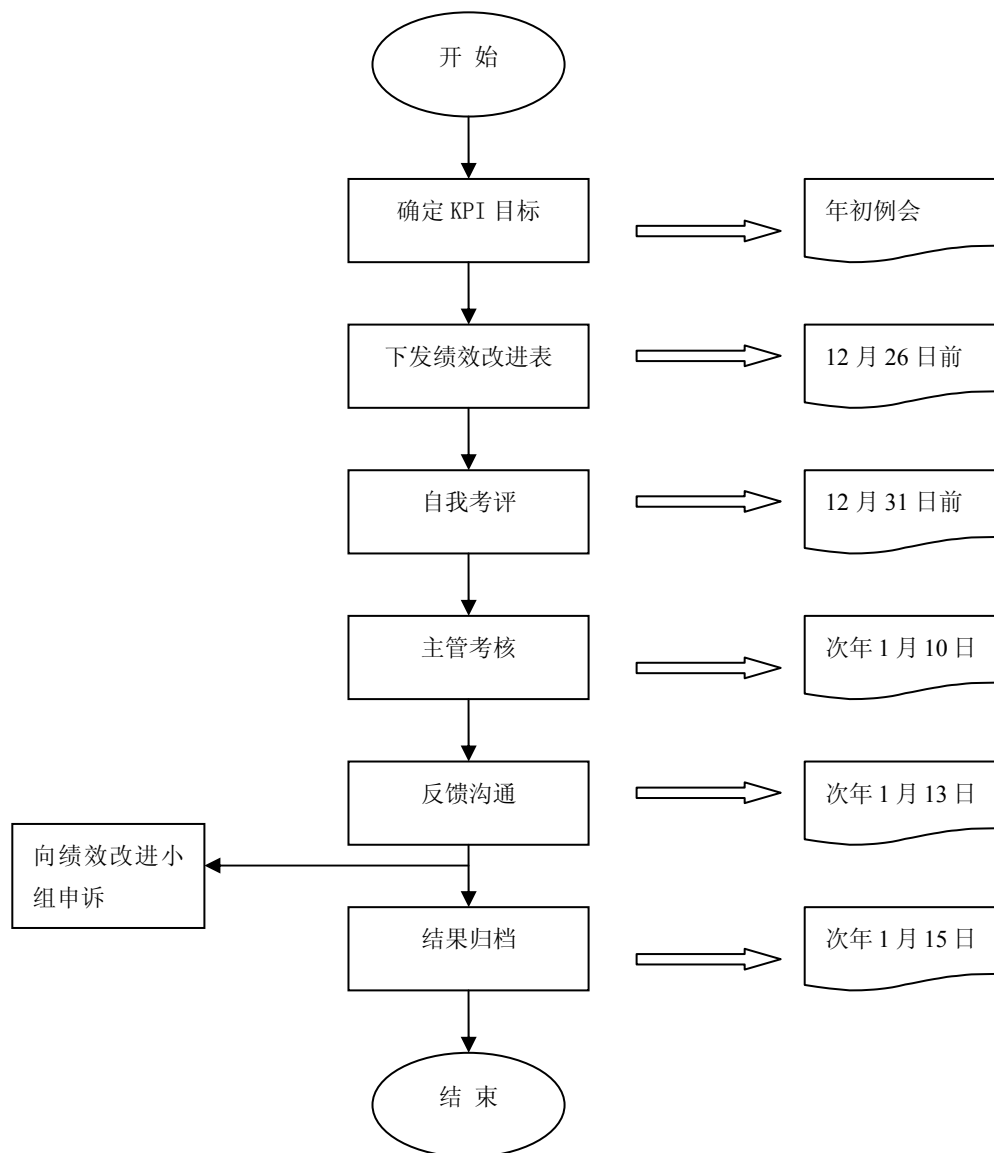 开 始
确定 KPI 目标
年初例会
下发绩效改进表
12 月 26 日前
自我考评
12 月 31 日前
主管考核
次年 1 月 10 日
反馈沟通
次年 1 月 13 日
向绩效改进小
组申诉
结果归档
次年 1 月 15 日
结 束